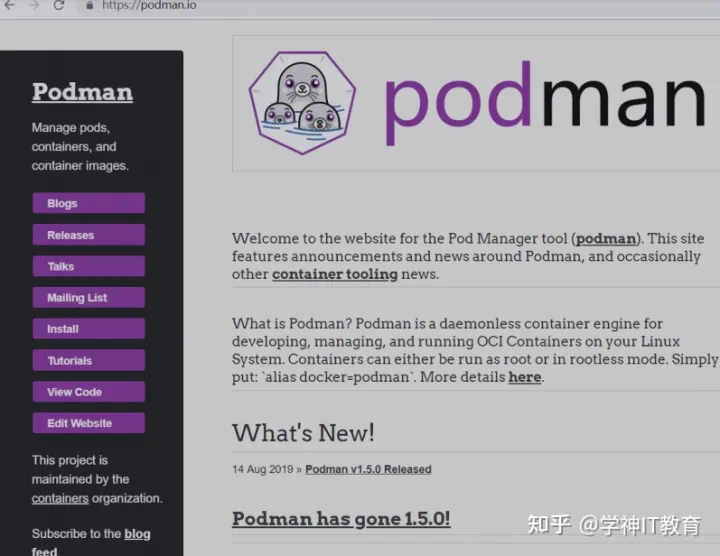 https://podman.io
Podman
Manage pods,
containers, and
container images.
Blogs
Releases
Talks
Mailing List
Install
Tutorials
View Code
Edit Website
This project is
maintained by the
containers organization.
Subscribe to the blog
feed
podman
Welcome to the website for the Pod Manager tool (podman). This site
features announcements and news around Podman, and occasionally
other container tooling news.
What is Podman? Podman is a daemonless container engine for
developing, managing, and running OCI Containers on your Linux
System. Containers can either be run as root or in rootless mode. Simply
put: `alias docker=podman`. More details here.
What's New!
14 Aug 2019 » Podman v1.5.0 Released
Podman has gone 1.5.0!
知乎 @学神IT教育